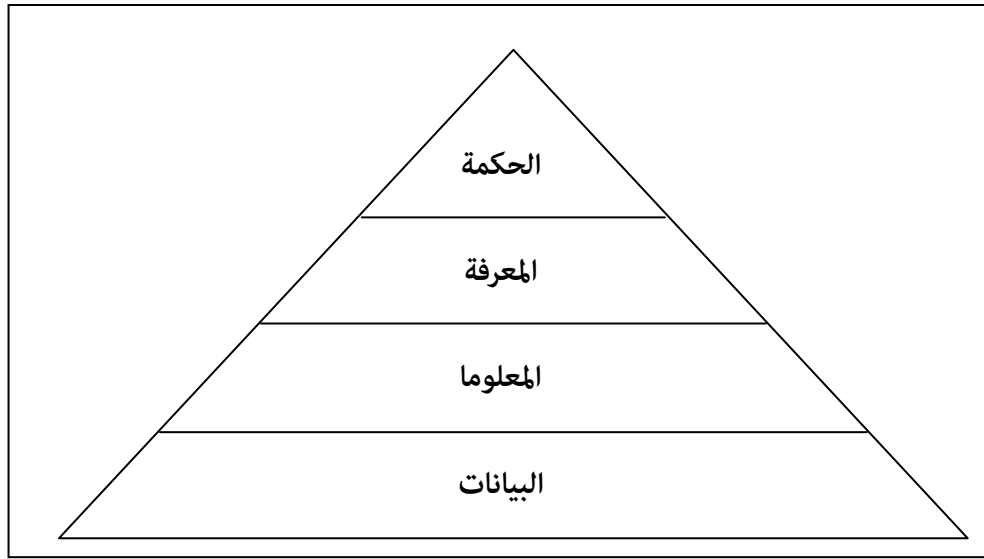 الحكمة
المعرفة
المعلوما
البيانات